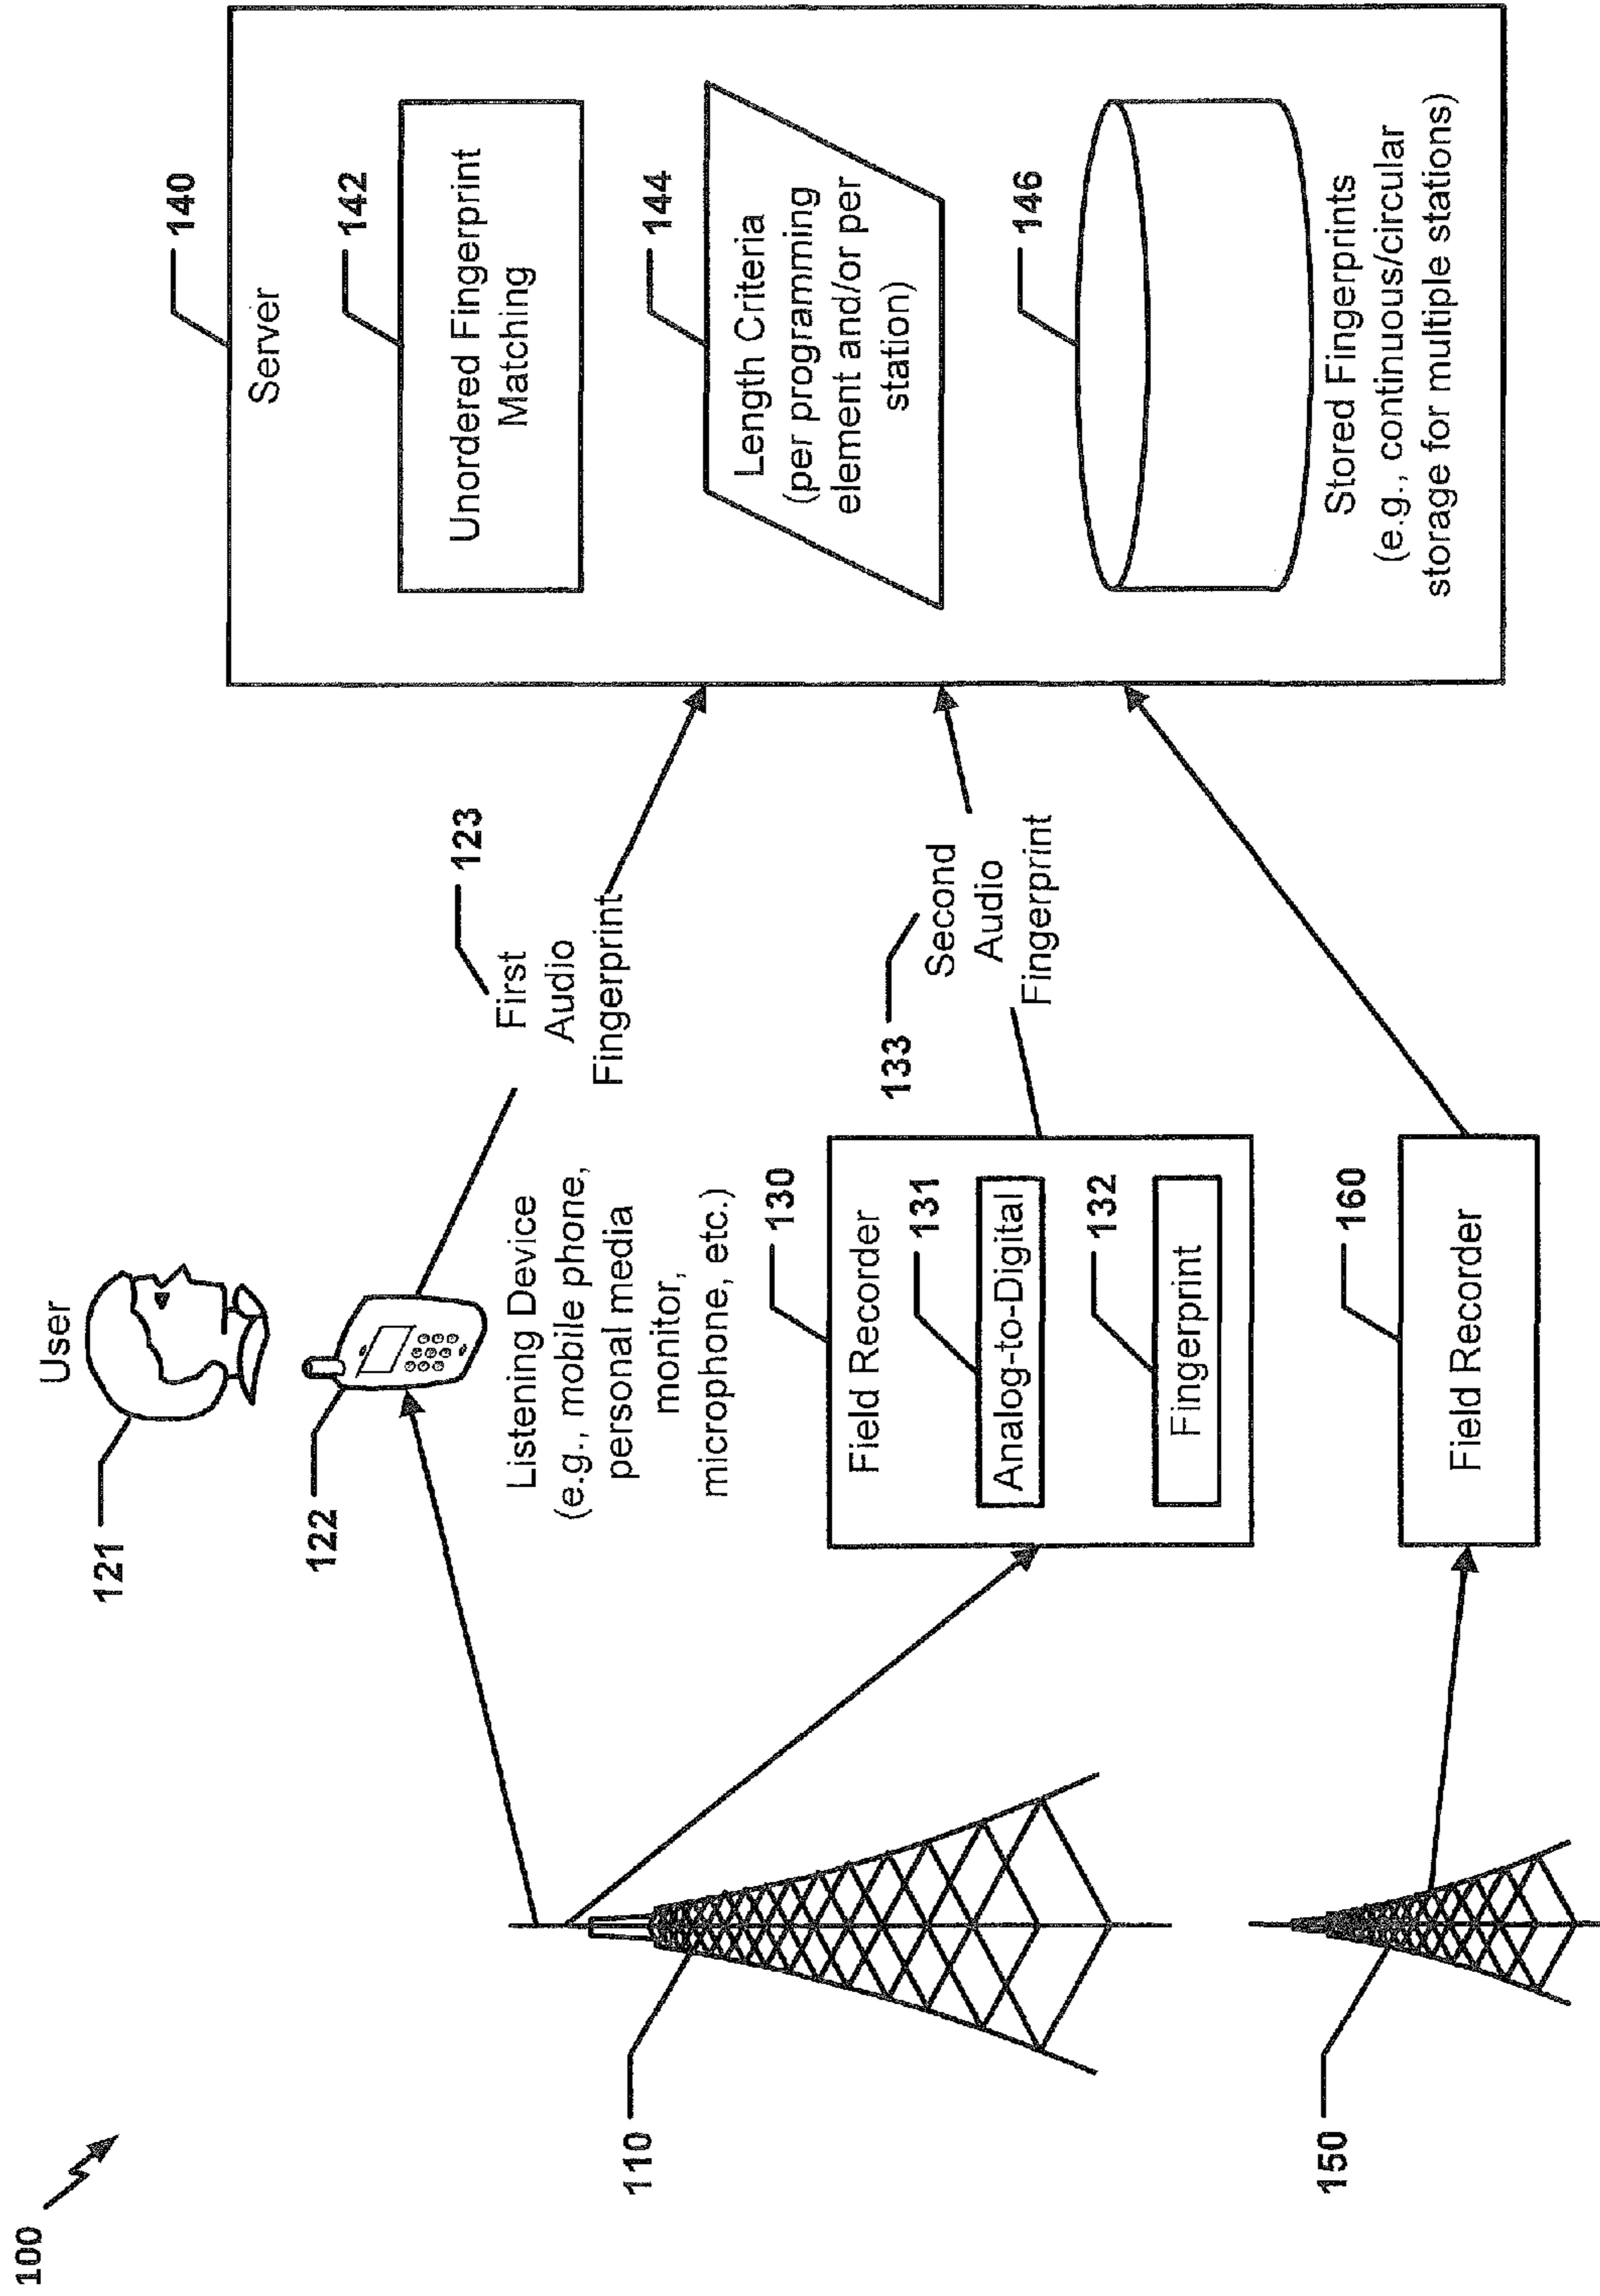 100
User
121
122
Listening Device
(e.g., mobile phone,
personal media
monitor,
microphone, etc.)
110
150
130
Field Recorder
131
Analog-to-Digital
132
Fingerprint
160
Field Recorder
123
First
Audio
Fingerprint
133
Second
Audio
Fingerprint
140
Server
142
Unordered Fingerprint
Matching
144
Length Criteria
(per programming
element and/or per
station)
146
Stored Fingerprints
(e.g., continuous/circular
storage for multiple stations)